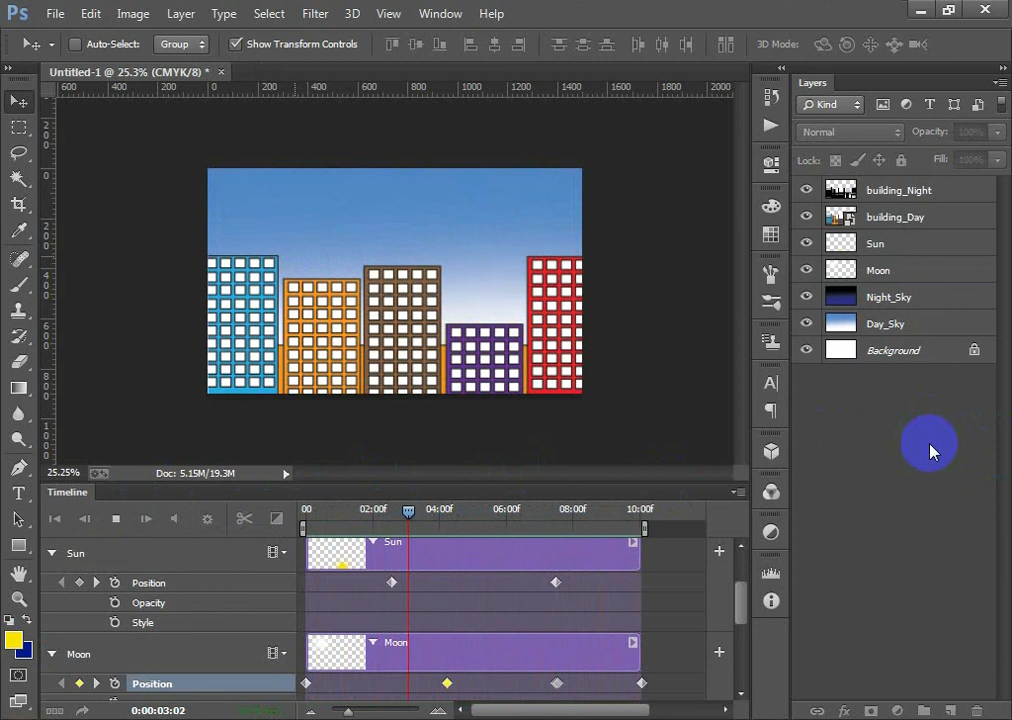 Ps File Edit Image Layer Type Select Filter 3D View Window Help
Auto-Select: Group Show Transform Controls 3D Mode:
Untitled-1 @ 25.3% (CMYK/8) * ×
600 400 200 0 200 400 600 800 1000 1200 1400 1600 1800 2000
Layers
Kind
Normal Opacity: 100%
Lock: Fill: 100%
building_Night
building_Day
Sun
Moon
Night_Sky
Day_Sky
Background
25.25% Doc: 5.15M/19.3M
Timeline
00 02:00f 04:00f 06:00f 08:00f 10:00f
Sun Sun
Position
Opacity
Style
Moon Moon
Position
0:00:03:02